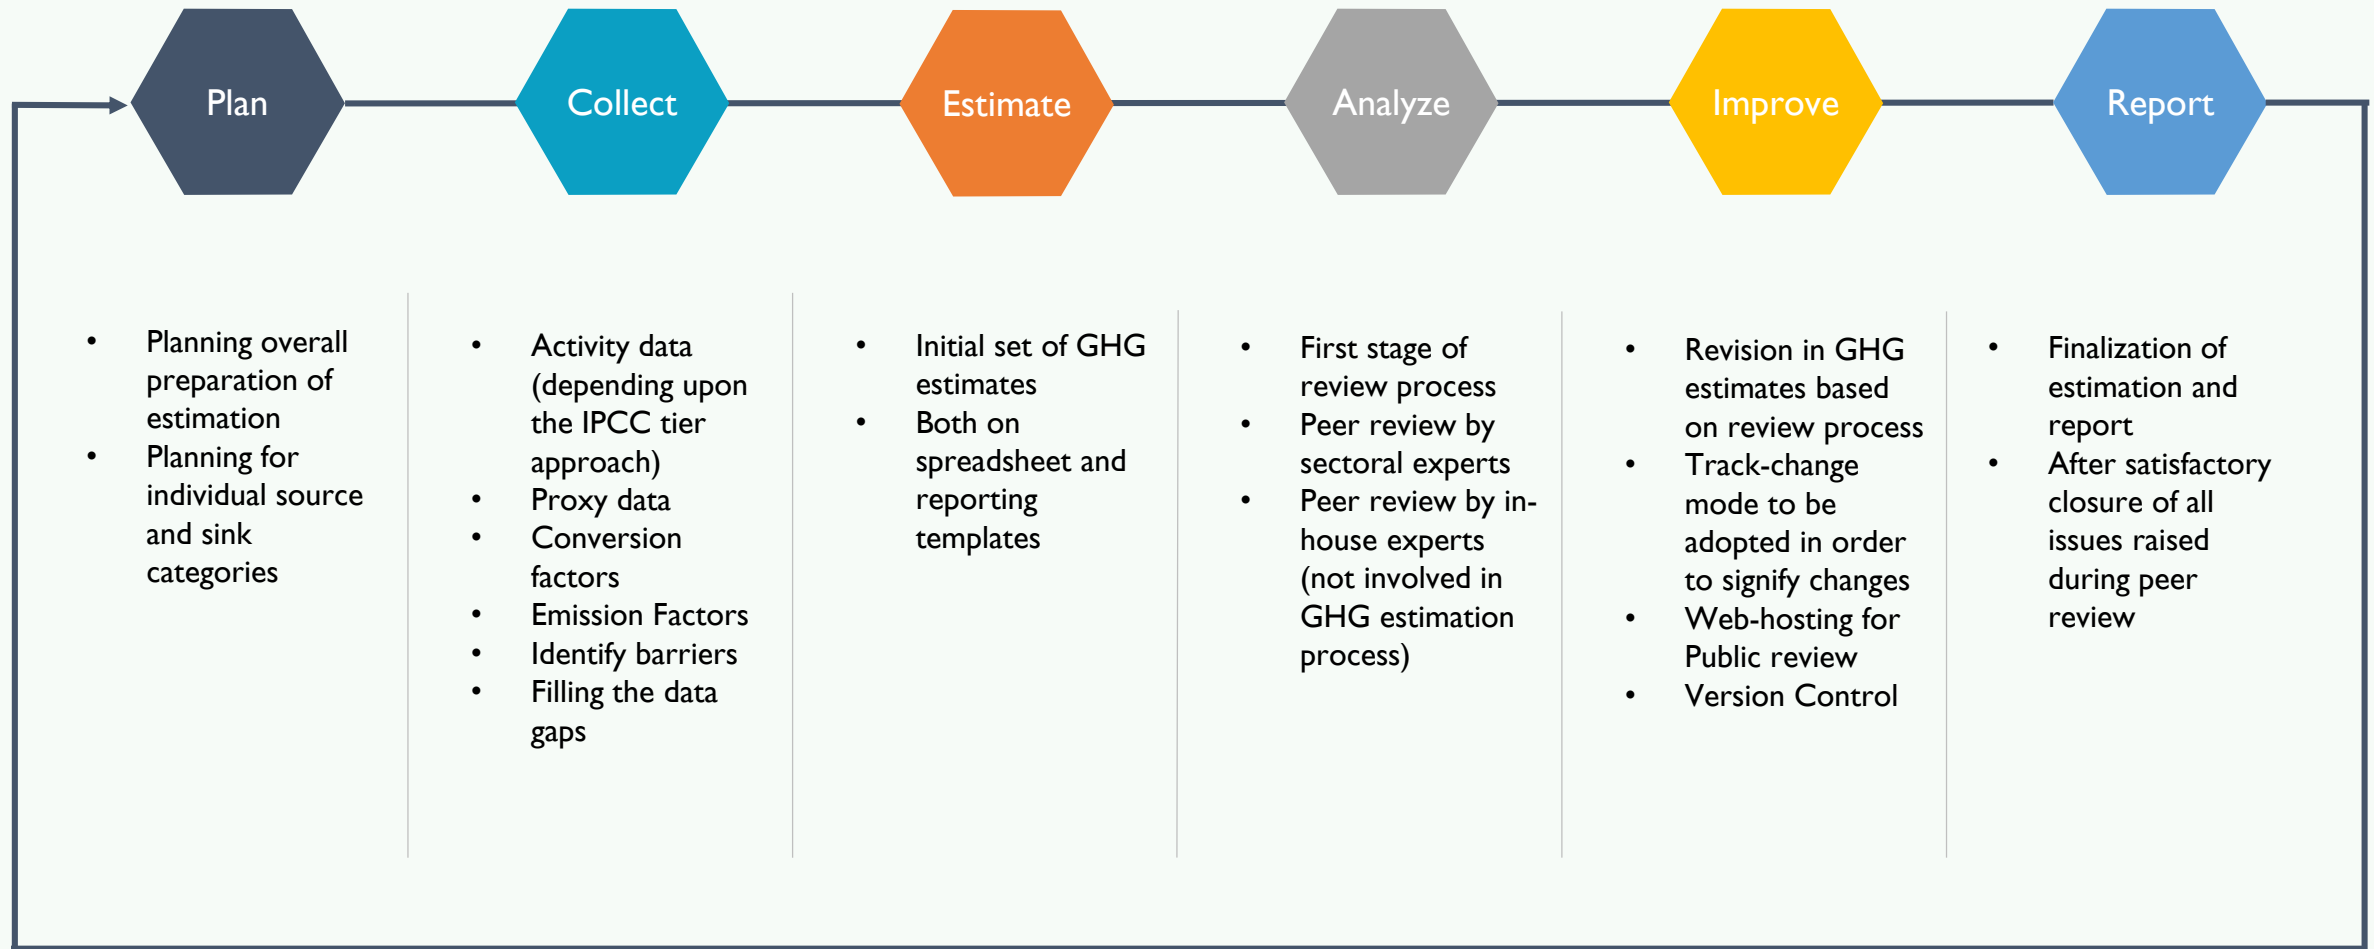 Plan
Collect
Estimate
Analyze
Improve
Report
• Planning overall
preparation of
estimation
• Planning for
individual source
and sink
categories
• Activity data
(depending upon
the IPCC tier
approach)
• Proxy data
• Conversion
factors
• Emission Factors
• Identify barriers
• Filling the data
gaps
• Initial set of GHG
estimates
• Both on
spreadsheet and
reporting
templates
• First stage of
review process
• Peer review by
sectoral experts
• Peer review by in-
house experts
(not involved in
GHG estimation
process)
• Revision in GHG
estimates based
on review process
• Track-change
mode to be
adopted in order
to signify changes
• Web-hosting for
Public review
• Version Control
• Finalization of
estimation and
report
• After satisfactory
closure of all
issues raised
during peer
review